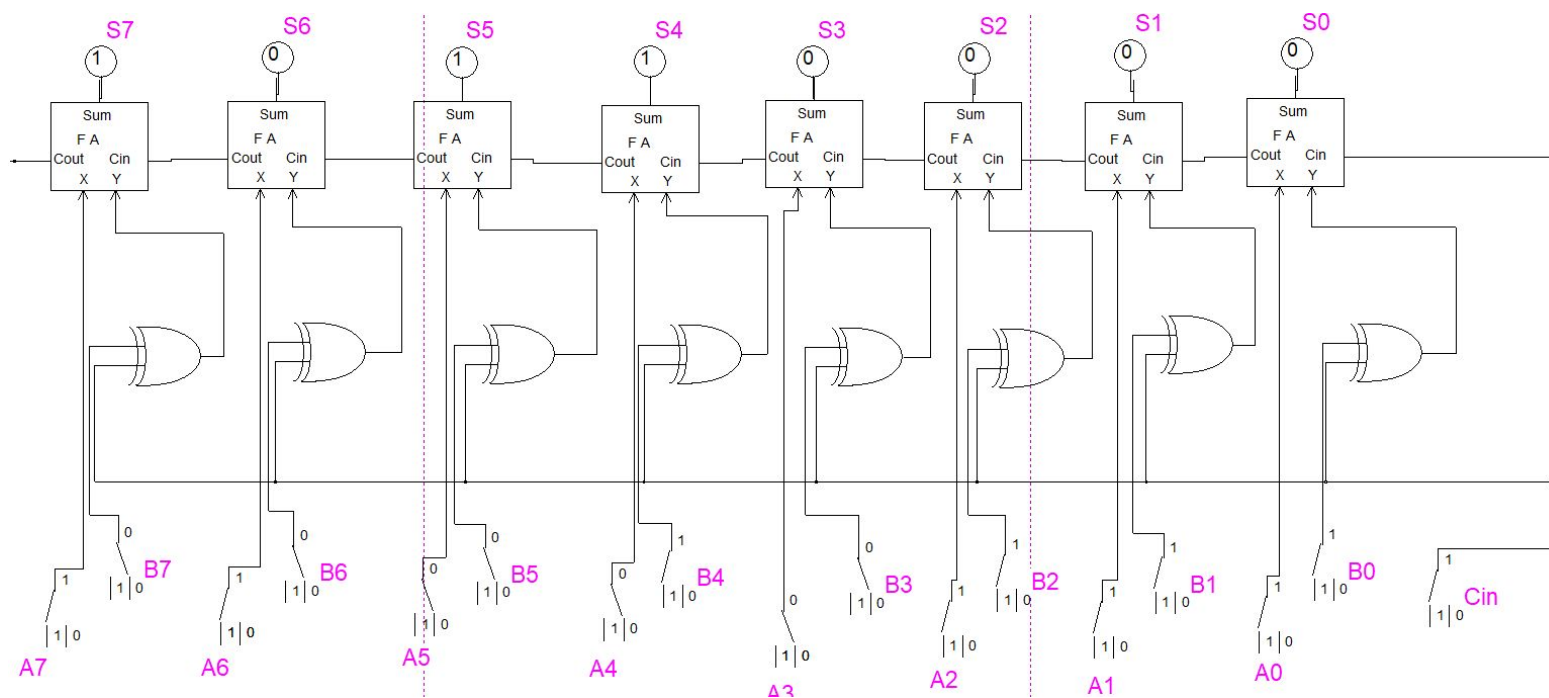 S7 S6 S5 S4 S3 S2 S1 S0
1 0 1 1 0 0 0 0
Sum Sum Sum Sum Sum Sum Sum Sum
F A F A F A F A F A F A F A F A
Cout Cin Cout Cin Cout Cin Cout Cin Cout Cin Cout Cin Cout Cin Cout Cin
X Y X Y X Y X Y X Y X Y X Y X Y
0 0 0 1 0 1 1 1
B7 B6 B5 B4 B3 B2 B1 B0
1 0 1 0 1 0 1 0 1 0 1 0 1 0 1 0
1 1 0 0 0 1 1 1 1
Cin
1 0 1 0 1 0 1 0 1 0 1 0 1 0 1 0 1 0
A7 A6 A5 A4 A3 A2 A1 A0